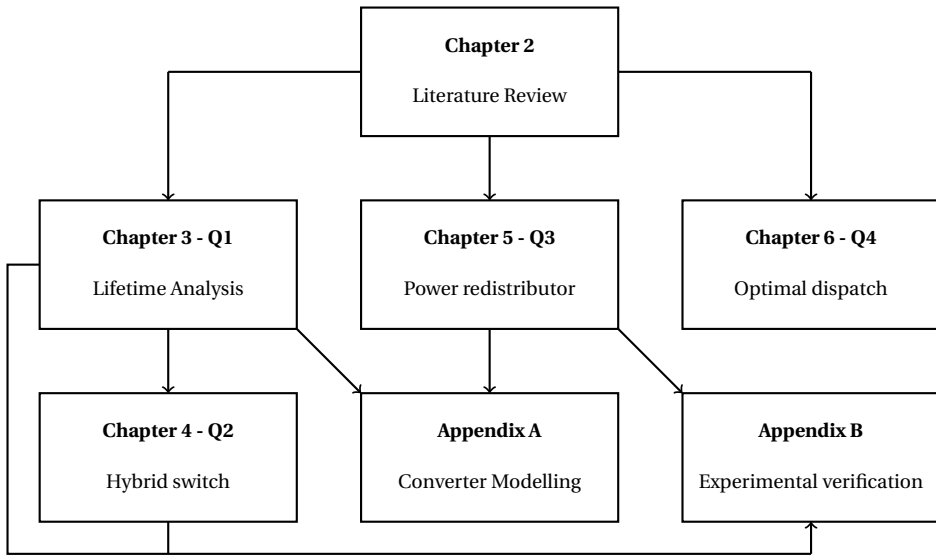 Chapter 2
Literature Review
Chapter 3 - Q1
Lifetime Analysis
Chapter 5 - Q3
Power redistributor
Chapter 6 - Q4
Optimal dispatch
Chapter 4 - Q2
Hybrid switch
Appendix A
Converter Modelling
Appendix B
Experimental verification